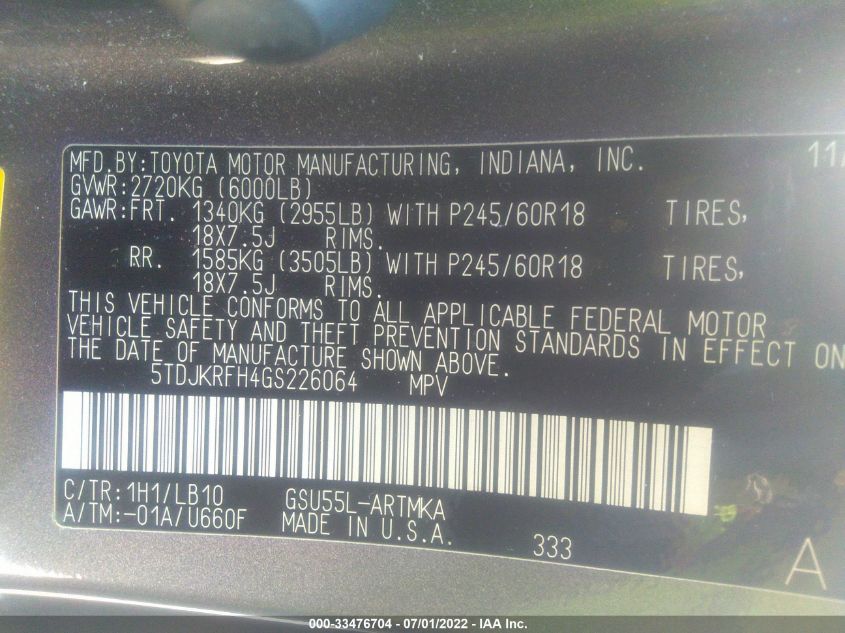 MFD.BY:TOYOTA MOTOR MANUFACTURING, INDIANA, INC. 11/
GVWR:2720KG (6000LB)
GAWR:FRT. 1340KG (2955LB) WITH P245/60R18 TIRES,
18X7.5J RIMS.
RR. 1585KG (3505LB) WITH P245/60R18 TIRES,
18X7.5J RIMS.
THIS VEHICLE CONFORMS TO ALL APPLICABLE FEDERAL MOTOR
VEHICLE SAFETY AND THEFT PREVENTION STANDARDS IN EFFECT ON
THE DATE OF MANUFACTURE SHOWN ABOVE.
5TDJKRFH4GS226064 MPV
C/TR:1H1/LB10 GSU55L-ARTMKA
A/TM:-01A/U660F MADE IN U.S.A. 333
A
000-33476704 - 07/01/2022 - IAA Inc.